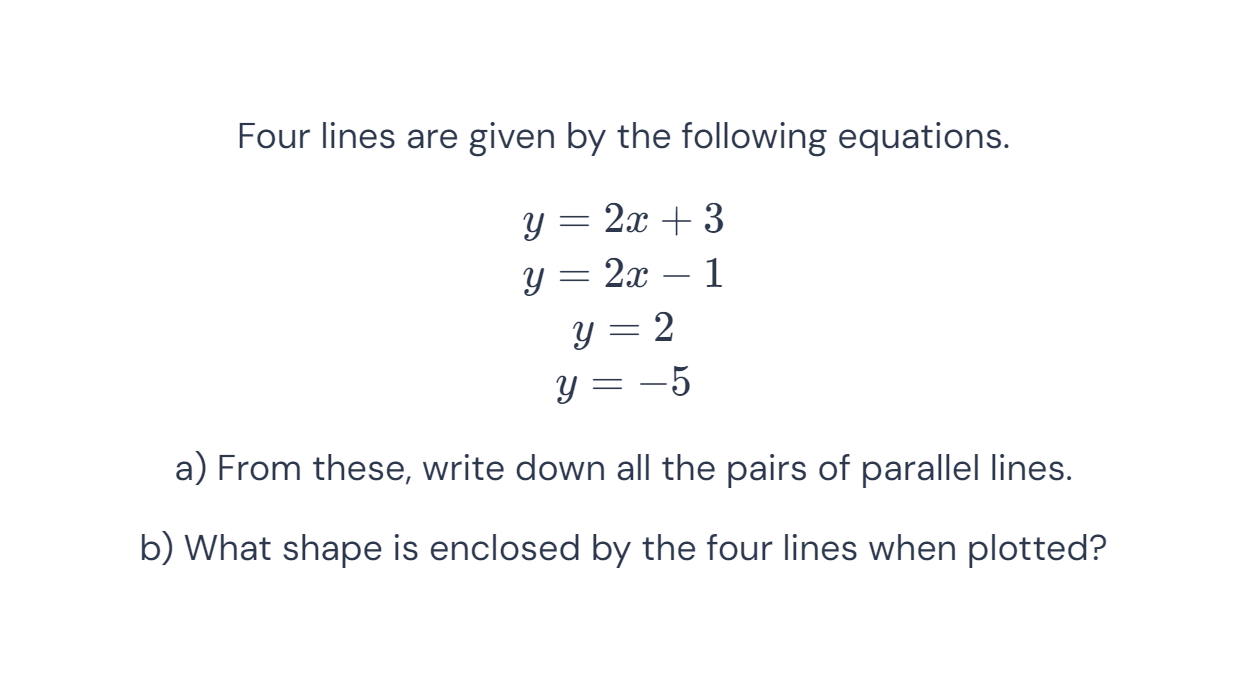 Four lines are given by the following equations.
y = 2x + 3
y = 2x − 1
y = 2
y = −5
a) From these, write down all the pairs of parallel lines.
b) What shape is enclosed by the four lines when plotted?